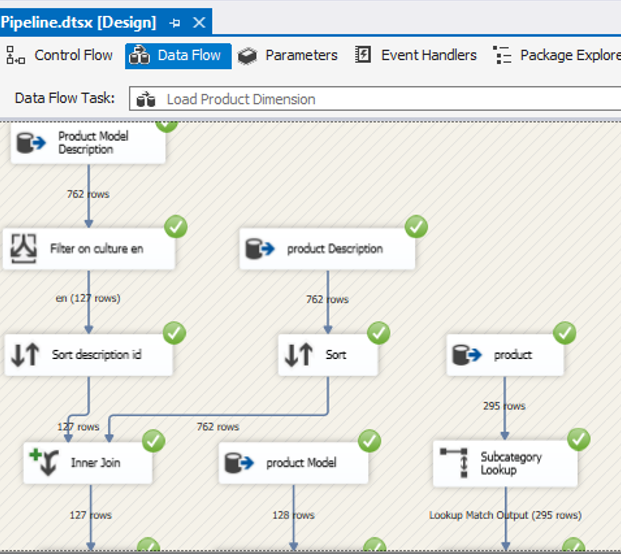 Pipeline.dtsx [Design]
Control Flow
Data Flow
Parameters
Event Handlers
Package Explore
Data Flow Task:
Load Product Dimension
Product Model
Description
762 rows
Filter on culture en
product Description
en (127 rows)
762 rows
Sort description id
Sort
product
127 rows
762 rows
295 rows
Inner Join
product Model
Subcategory
Lookup
127 rows
128 rows
Lookup Match Output (295 rows)